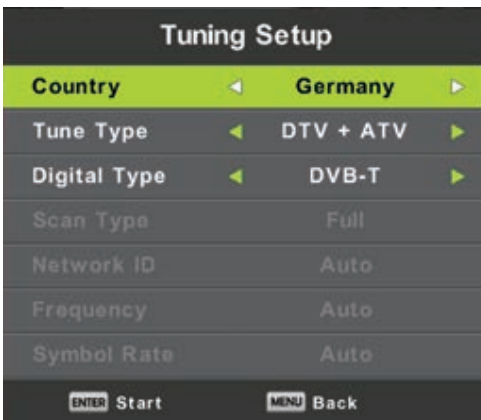 Tuning Setup
Country Germany
Tune Type DTV + ATV
Digital Type DVB-T
Scan Type Full
Network ID Auto
Frequency Auto
Symbol Rate Auto
ENTER Start MENU Back